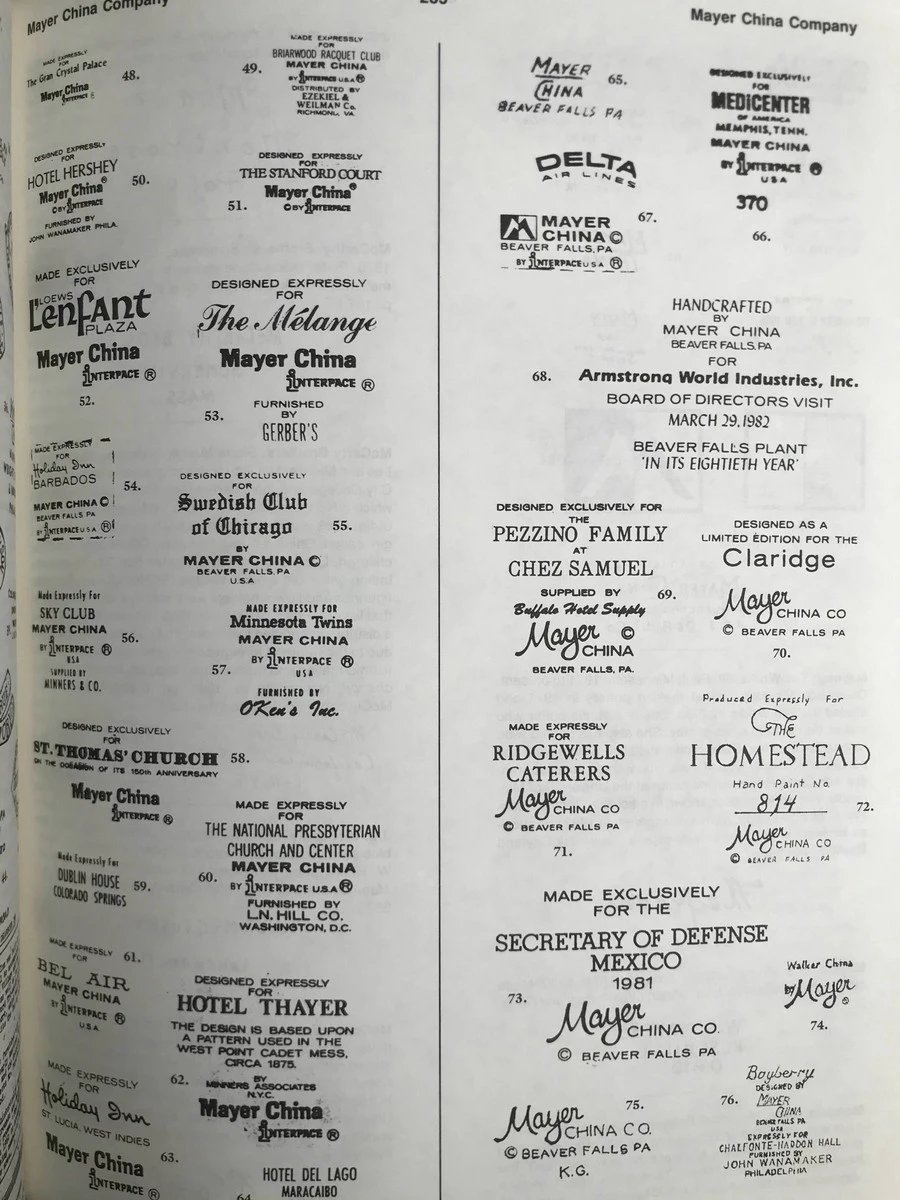 Mayer China Company
Mayer China Company
MADE EXPRESSLY
FOR
The Gran Crystal Palace
Mayer China
INTERPACE
48.
MADE EXPRESSLY
FOR
BRIARWOOD RACQUET CLUB
MAYER CHINA
BY INTERPACE U.S.A ®
DISTRIBUTED BY
EZEKIEL &
WEILMAN Co.
RICHMOND, VA.
49.
DESIGNED EXPRESSLY
FOR
HOTEL HERSHEY
Mayer China®
© BY INTERPACE
FURNISHED BY
JOHN WANAMAKER PHILA.
50.
DESIGNED EXPRESSLY
FOR
THE STANFORD COURT
Mayer China®
© BY INTERPACE
51.
MADE EXCLUSIVELY
FOR
LOEWS
L'enfant
PLAZA
Mayer China
INTERPACE ®
52.
DESIGNED EXPRESSLY
FOR
The Mélange
Mayer China
INTERPACE ®
53.
FURNISHED
BY
GERBER'S
MADE EXPRESSLY
FOR
Holiday Inn
BARBADOS
MAYER CHINA ©
BEAVER FALLS PA
BY INTERPACE USA ®
54.
DESIGNED EXCLUSIVELY
FOR
Swedish Club
of Chicago
55.
BY
MAYER CHINA ©
BEAVER FALLS, PA
U.S.A
Made Expressly For
SKY CLUB
MAYER CHINA
BY INTERPACE ®
USA
SUPPLIED BY
MINNERS & CO.
56.
MADE EXPRESSLY FOR
Minnesota Twins
MAYER CHINA
BY INTERPACE ®
USA
57.
FURNISHED BY
OKen's Inc.
DESIGNED EXCLUSIVELY
FOR
ST. THOMAS' CHURCH
ON THE OCCASION OF ITS 150th ANNIVERSARY
58.
Mayer China
INTERPACE ®
Made Expressly For
DUBLIN HOUSE
COLORADO SPRINGS
59.
MADE EXPRESSLY
FOR
THE NATIONAL PRESBYTERIAN
CHURCH AND CENTER
MAYER CHINA
60.
BY INTERPACE U.S.A ®
FURNISHED BY
L.N. HILL CO.
WASHINGTON, D.C.
MADE EXPRESSLY
FOR
61.
BEL AIR
MAYER CHINA
BY INTERPACE ®
U.S.A
DESIGNED EXPRESSLY
FOR
HOTEL THAYER
THE DESIGN IS BASED UPON
A PATTERN USED IN THE
WEST POINT CADET MESS,
CIRCA 1875.
62.
BY
MINNERS ASSOCIATES
N.Y.C.
Mayer China
INTERPACE ®
MADE EXPRESSLY
FOR
Holiday Inn
ST. LUCIA, WEST INDIES
Mayer China
INTERPACE ®
63.
HOTEL DEL LAGO
MARACAIBO
64.
MAYER
CHINA
BEAVER FALLS PA
65.
DESIGNED EXCLUSIVELY
FOR
MEDICENTER
OF AMERICA
MEMPHIS, TENN.
MAYER CHINA
BY INTERPACE ®
USA
370
66.
DELTA
AIR LINES
67.
MAYER
CHINA ©
BEAVER FALLS, PA
BY INTERPACE USA ®
HANDCRAFTED
BY
MAYER CHINA
BEAVER FALLS, PA
FOR
68.
Armstrong World Industries, Inc.
BOARD OF DIRECTORS VISIT
MARCH 29, 1982
BEAVER FALLS PLANT
'IN ITS EIGHTIETH YEAR'
DESIGNED EXCLUSIVELY FOR
THE
PEZZINO FAMILY
AT
CHEZ SAMUEL
SUPPLIED BY
Buffalo Hotel Supply
69.
Mayer ©
CHINA
BEAVER FALLS, PA.
DESIGNED AS A
LIMITED EDITION FOR THE
Claridge
Mayer
CHINA CO
© BEAVER FALLS PA
70.
MADE EXPRESSLY
FOR
RIDGEWELLS
CATERERS
Mayer
CHINA CO
© BEAVER FALLS PA
71.
Produced Expressly For
THE
HOMESTEAD
Hand Paint No.
814
72.
Mayer
CHINA CO
© BEAVER FALLS PA
MADE EXCLUSIVELY
FOR THE
SECRETARY OF DEFENSE
MEXICO
1981
73.
Mayer
CHINA CO.
© BEAVER FALLS PA
Walker China
by Mayer
®
74.
75.
Mayer
CHINA CO.
© BEAVER FALLS PA
K.G.
Bayberry
DESIGNED BY
76.
MAYER
CHINA
BEAVER FALLS PA
USA
EXPRESSLY FOR
CHALFONTE-HADDON HALL
FURNISHED BY
JOHN WANAMAKER
PHILADELPHIA